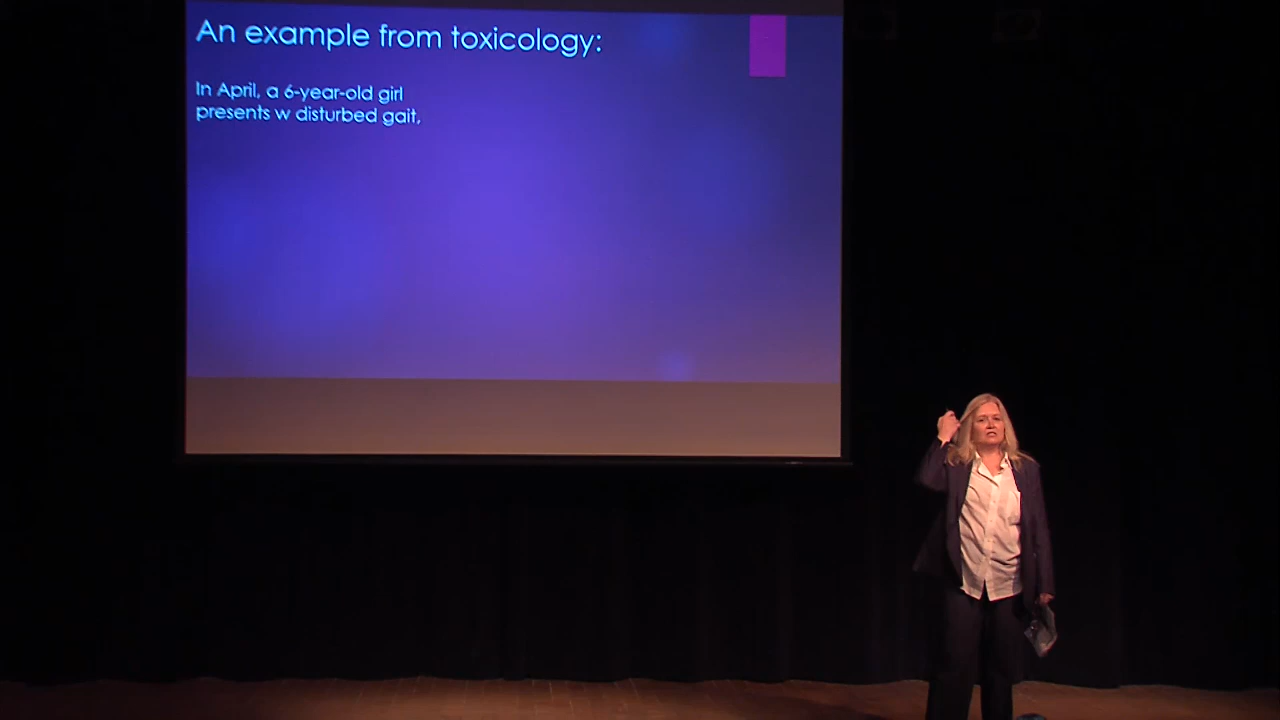 An example from toxicology:
In April, a 6-year-old girl
presents w disturbed gait,